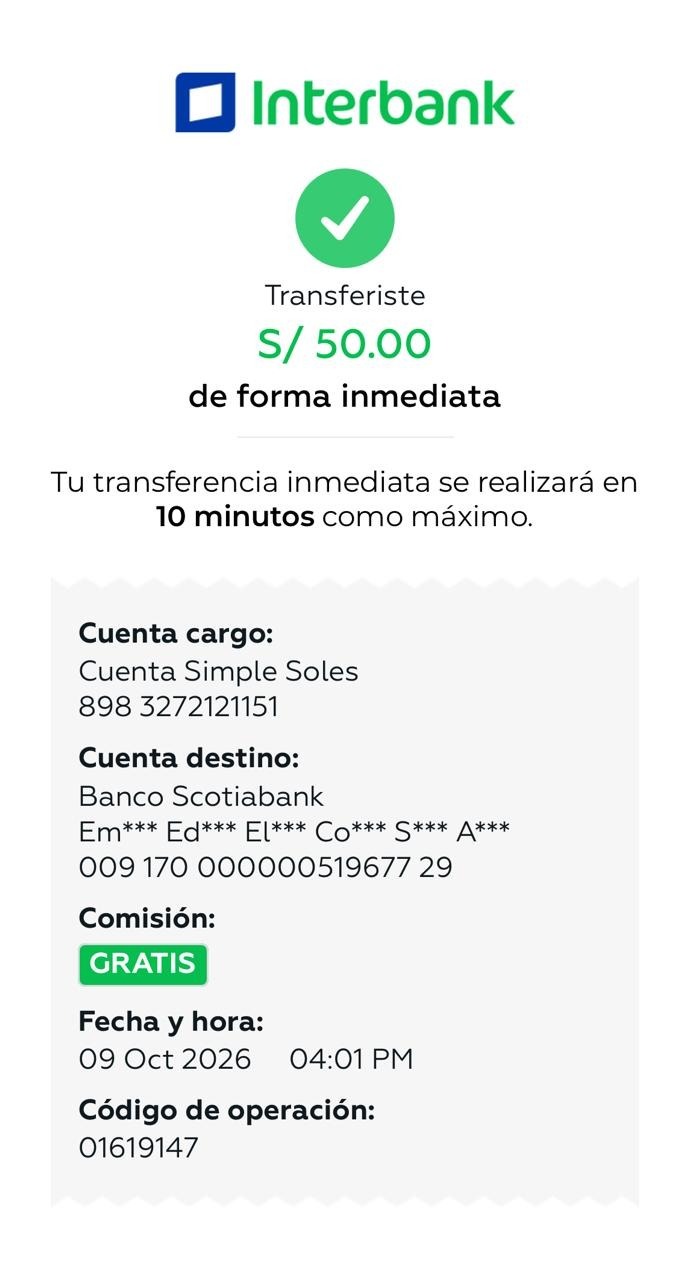 Interbank
Transferiste
S/ 50.00
de forma inmediata
Tu transferencia inmediata se realizará en
10 minutos como máximo.
Cuenta cargo:
Cuenta Simple Soles
898 3272121151
Cuenta destino:
Banco Scotiabank
Em*** Ed*** El*** Co*** S*** A***
009 170 000000519677 29
Comisión:
GRATIS
Fecha y hora:
09 Oct 2026 04:01 PM
Código de operación:
01619147